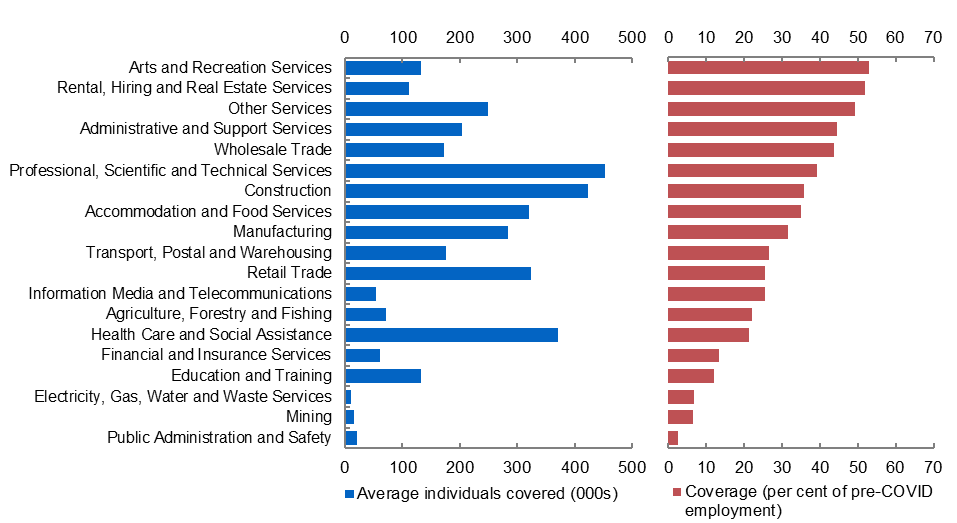 0 100 200 300 400 500 0 10 20 30 40 50 60 70
Arts and Recreation Services
Rental, Hiring and Real Estate Services
Other Services
Administrative and Support Services
Wholesale Trade
Professional, Scientific and Technical Services
Construction
Accommodation and Food Services
Manufacturing
Transport, Postal and Warehousing
Retail Trade
Information Media and Telecommunications
Agriculture, Forestry and Fishing
Health Care and Social Assistance
Financial and Insurance Services
Education and Training
Electricity, Gas, Water and Waste Services
Mining
Public Administration and Safety
0 100 200 300 400 500 0 10 20 30 40 50 60 70
Average individuals covered (000s)
Coverage (per cent of pre-COVID
employment)